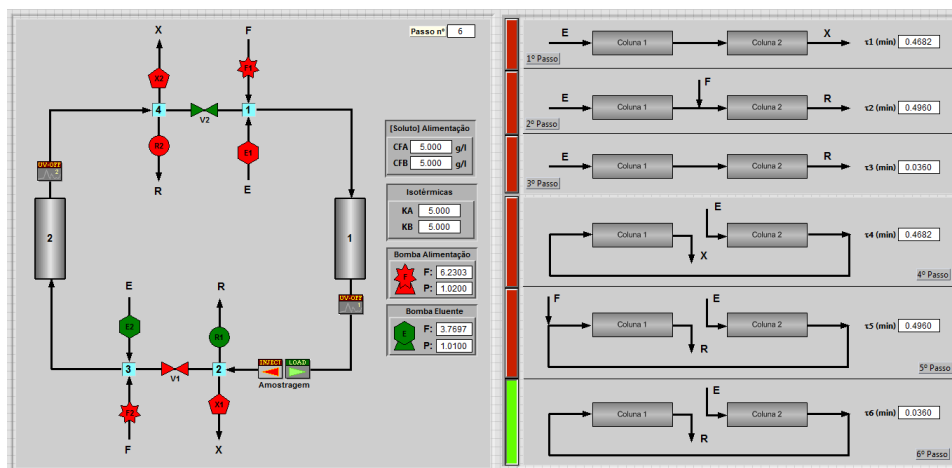 X
F
Passo nº 6
X2
F1
4
1
V2
R2
E1
[Soluto] Alimentação
CFA 5.000 g/l
CFB 5.000 g/l
UV-OFF
2
R
E
Isotèrmicas
KA 5.000
KB 5.000
2
1
Bomba Alimentação
F
F: 6.2303
P: 1.0200
UV-OFF
1
E
R
Bomba Eluente
E
F: 3.7697
P: 1.0100
E2
R1
3
2
V1
INJECT
LOAD
Amostragem
F2
X1
F
X
E
Coluna 1
Coluna 2
X
τ1 (min) 0.4682
1º Passo
F
E
Coluna 1
Coluna 2
R
τ2 (min) 0.4960
2º Passo
E
Coluna 1
Coluna 2
R
τ3 (min) 0.0360
3º Passo
E
Coluna 1
Coluna 2
τ4 (min) 0.4682
X
4º Passo
F
E
Coluna 1
Coluna 2
τ5 (min) 0.4960
R
5º Passo
E
Coluna 1
Coluna 2
τ6 (min) 0.0360
R
6º Passo